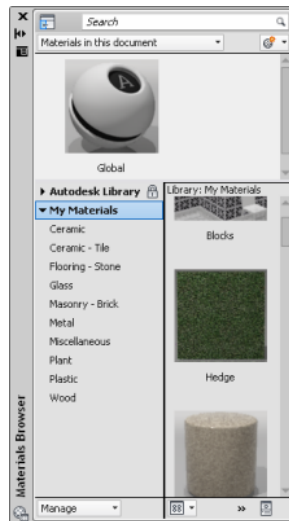 Search
Materials in this document
A
Global
Autodesk Library
My Materials
Ceramic
Ceramic - Tile
Flooring - Stone
Glass
Masonry - Brick
Metal
Miscellaneous
Plant
Plastic
Wood
Library: My Materials
Blocks
Hedge
Materials Browser
Manage
»